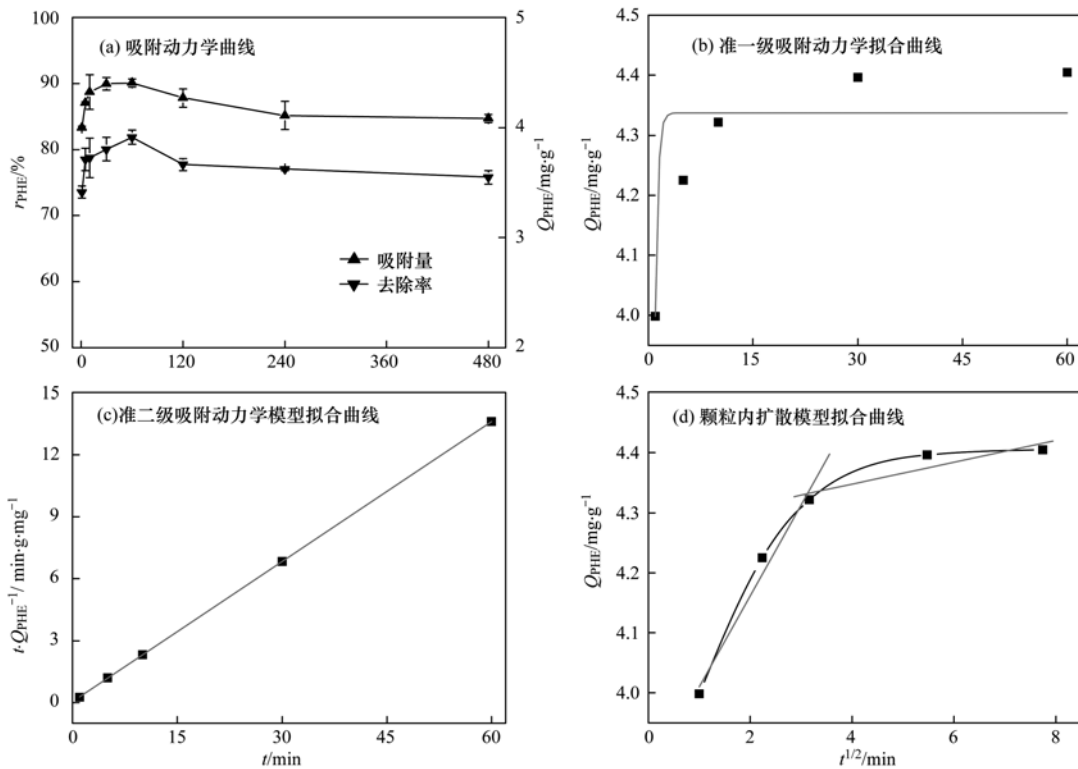 (a) 吸附动力学曲线
100
90
80
70
60
50
r_PHE/%
5
4
3
2
Q_PHE/mg·g⁻¹
吸附量
去除率
0 120 240 360 480
(b) 准一级吸附动力学拟合曲线
4.5
4.4
4.3
4.2
4.1
4.0
Q_PHE/mg·g⁻¹
0 15 30 45 60
(c)准二级吸附动力学模型拟合曲线
15
12
9
6
3
0
t·Q_PHE⁻¹/ min·g·mg⁻¹
0 15 30 45 60
t/min
(d) 颗粒内扩散模型拟合曲线
4.5
4.4
4.3
4.2
4.1
4.0
Q_PHE/mg·g⁻¹
0 2 4 6 8
t^1/2/min